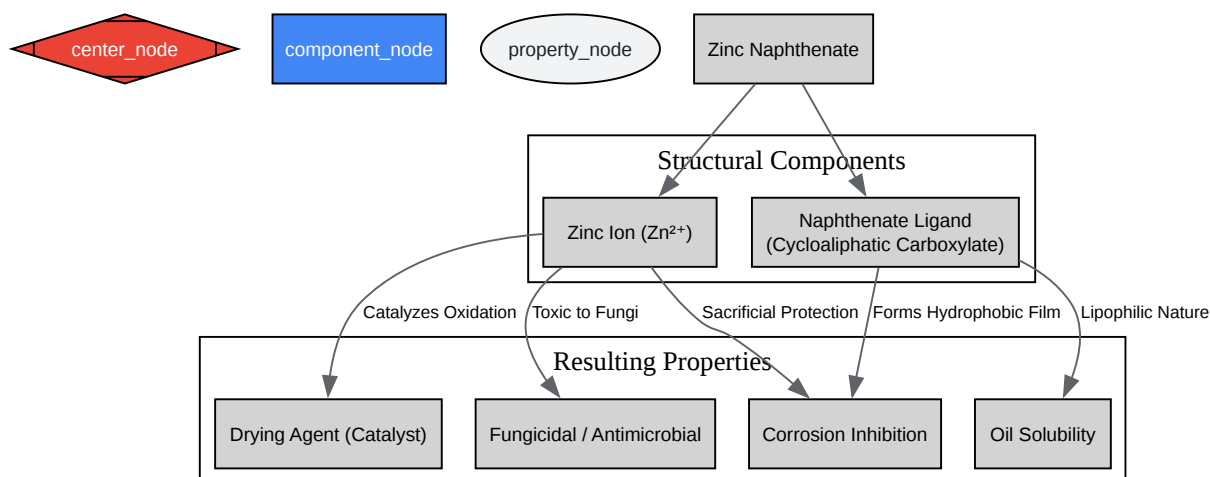 center_node
component_node
property_node
Zinc Naphthenate
Structural Components
Zinc Ion (Zn²⁺)
Naphthenate Ligand
(Cycloaliphatic Carboxylate)
Catalyzes Oxidation
Toxic to Fungi
Sacrificial Protection
Forms Hydrophobic Film
Lipophilic Nature
Resulting Properties
Drying Agent (Catalyst)
Fungicidal / Antimicrobial
Corrosion Inhibition
Oil Solubility